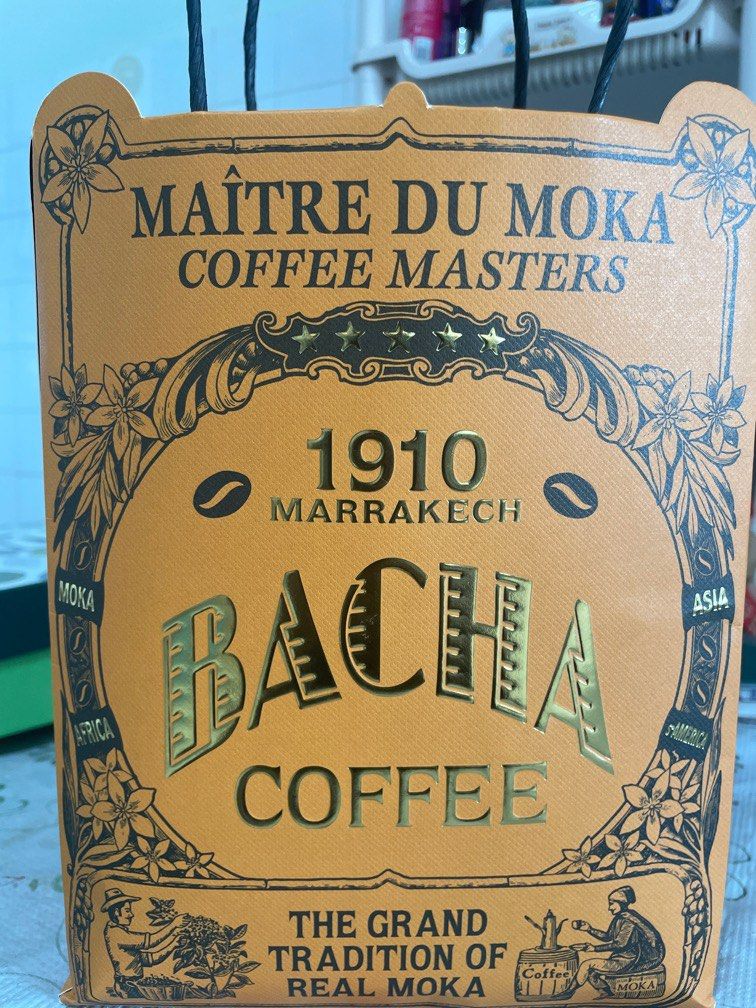 MAÎTRE DU MOKA
COFFEE MASTERS
1910
MARRAKECH
MOKA
ASIA
BACHA
AFRICA
S.AMERICA
COFFEE
THE GRAND
TRADITION OF
REAL MOKA
Coffee
MOKA